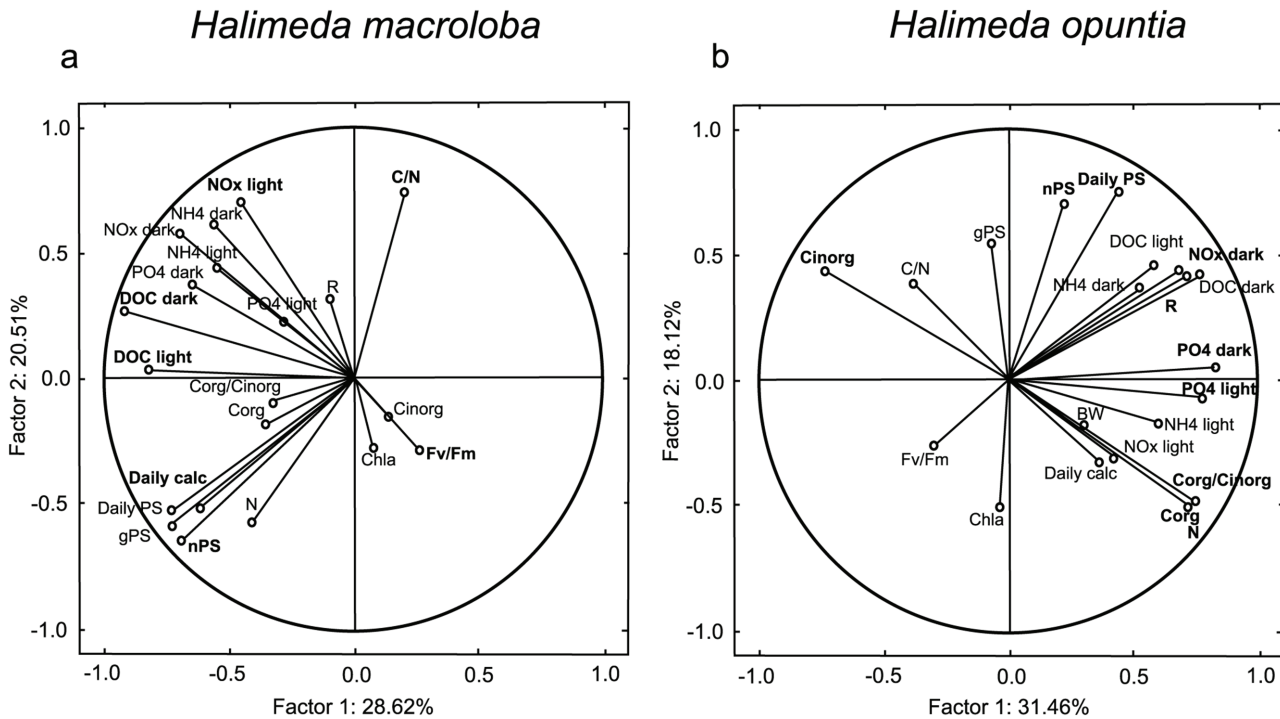 Halimeda macroloba
Halimeda opuntia
a
b
1.0
0.5
0.0
-0.5
-1.0
Factor 2: 20.51%
NOx light
C/N
NH4 dark
NOx dark
NH4 light
PO4 dark
R
DOC dark
PO4 light
DOC light
Corg/Cinorg
Corg
Cinorg
Fv/Fm
Chla
Daily calc
Daily PS
N
gPS
nPS
-1.0
-0.5
0.0
0.5
1.0
Factor 1: 28.62%
1.0
0.5
0.0
-0.5
-1.0
Factor 2: 18.12%
Daily PS
nPS
gPS
DOC light
Cinorg
NOx dark
C/N
NH4 dark
DOC dark
R
PO4 dark
PO4 light
BW
NH4 light
NOx light
Fv/Fm
Daily calc
Corg/Cinorg
Chla
Corg
N
-1.0
-0.5
0.0
0.5
1.0
Factor 1: 31.46%